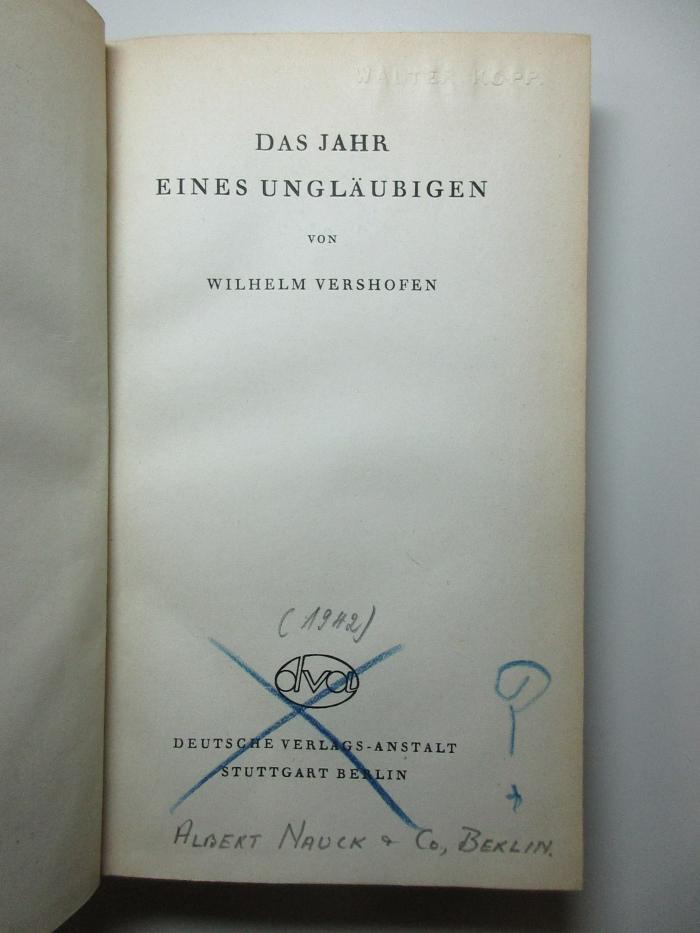 WALTER KOPP.
DAS JAHR
EINES UNGLÄUBIGEN
VON
WILHELM VERSHOFEN
(1942)
dva
DEUTSCHE VERLAGS-ANSTALT
STUTTGART BERLIN
ALBERT NAUCK & CO, BERLIN.